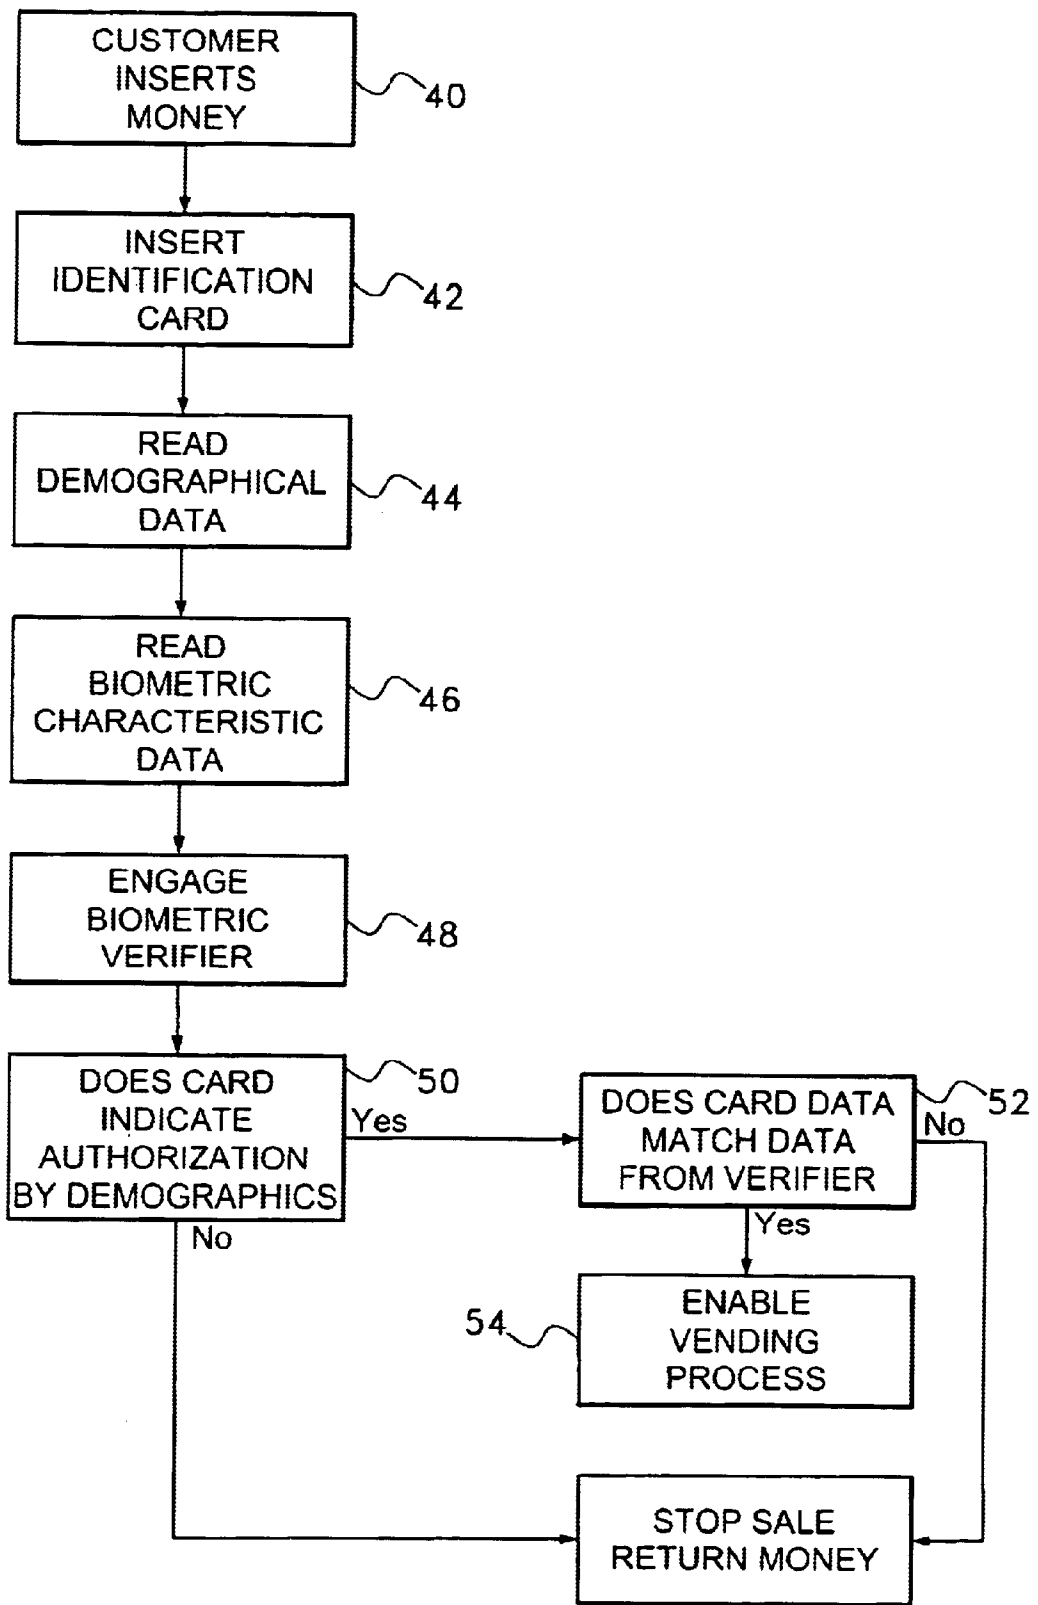 CUSTOMER
INSERTS
MONEY
40
INSERT
IDENTIFICATION
CARD
42
READ
DEMOGRAPHICAL
DATA
44
READ
BIOMETRIC
CHARACTERISTIC
DATA
46
ENGAGE
BIOMETRIC
VERIFIER
48
DOES CARD
INDICATE
AUTHORIZATION
BY DEMOGRAPHICS
50
Yes
No
DOES CARD DATA
MATCH DATA
FROM VERIFIER
52
No
Yes
54
ENABLE
VENDING
PROCESS
STOP SALE
RETURN MONEY